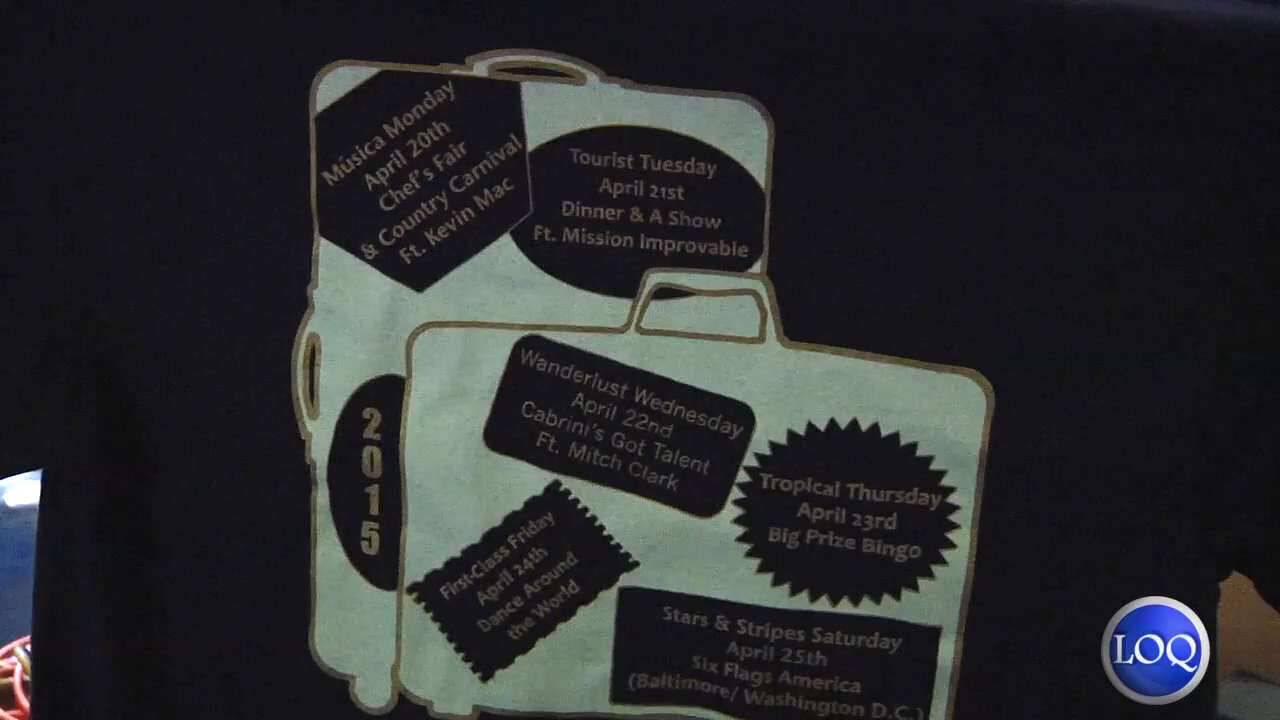 Música Monday
April 20th
Chef's Fair
& Country Carnival
Ft. Kevin Mac
Tourist Tuesday
April 21st
Dinner & A Show
Ft. Mission Improvable
2015
Wanderlust Wednesday
April 22nd
Cabrini's Got Talent
Ft. Mitch Clark
Tropical Thursday
April 23rd
Big Prize Bingo
First-Class Friday
April 24th
Dance Around
the World
Stars & Stripes Saturday
April 25th
Six Flags America
(Baltimore/ Washington D.C.)
LOQ